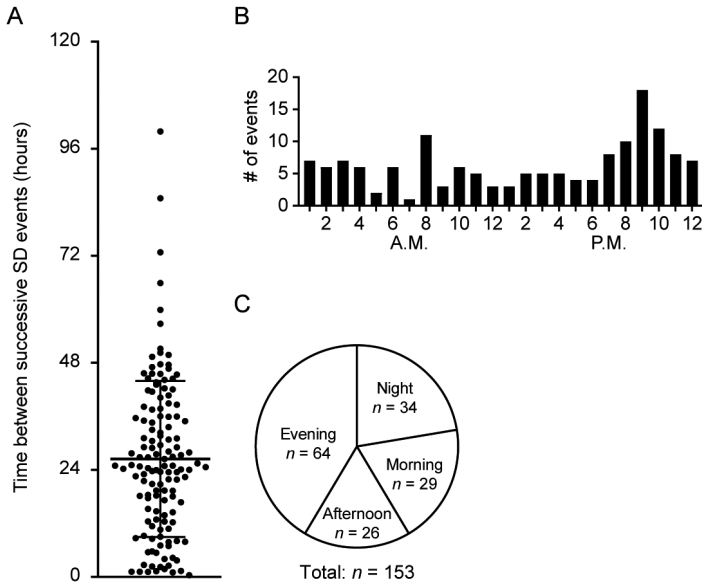 A
Time between successive SD events (hours)
120
96
72
48
24
0
B
# of events
20
15
10
5
0
2 4 6 8 10 12 2 4 6 8 10 12
A.M. P.M.
C
Night
n = 34
Morning
n = 29
Afternoon
n = 26
Evening
n = 64
Total: n = 153